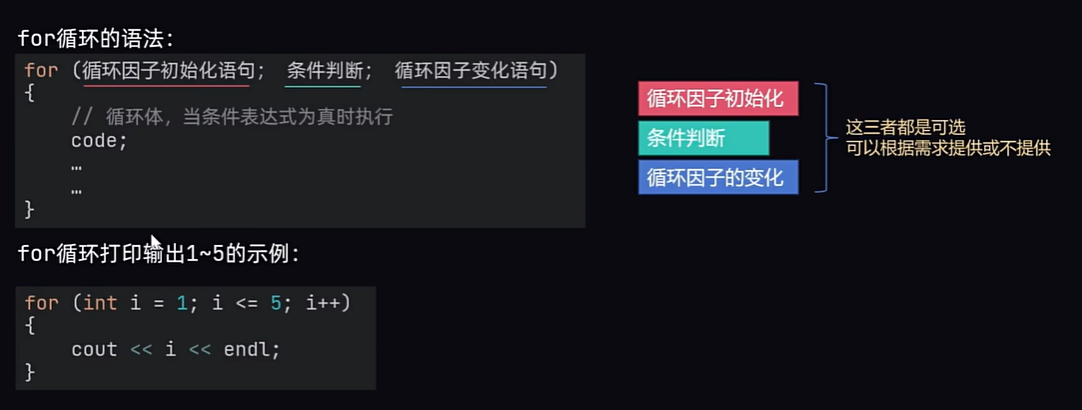 for循环的语法:
for (循环因子初始化语句; 条件判断; 循环因子变化语句)
{
    // 循环体，当条件表达式为真时执行
    code;
    …
    …
}
循环因子初始化
条件判断
循环因子的变化
这三者都是可选
可以根据需求提供或不提供
for循环打印输出1~5的示例:
for (int i = 1; i <= 5; i++)
{
    cout << i << endl;
}